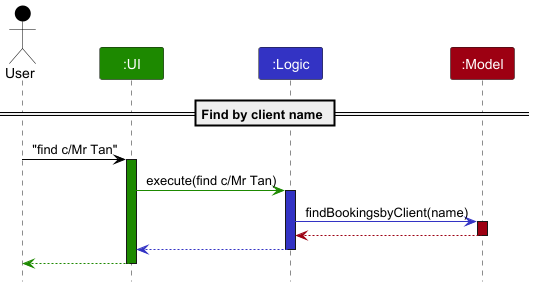 User
:UI
:Logic
:Model
Find by client name
"find c/Mr Tan"
execute(find c/Mr Tan)
findBookingsbyClient(name)